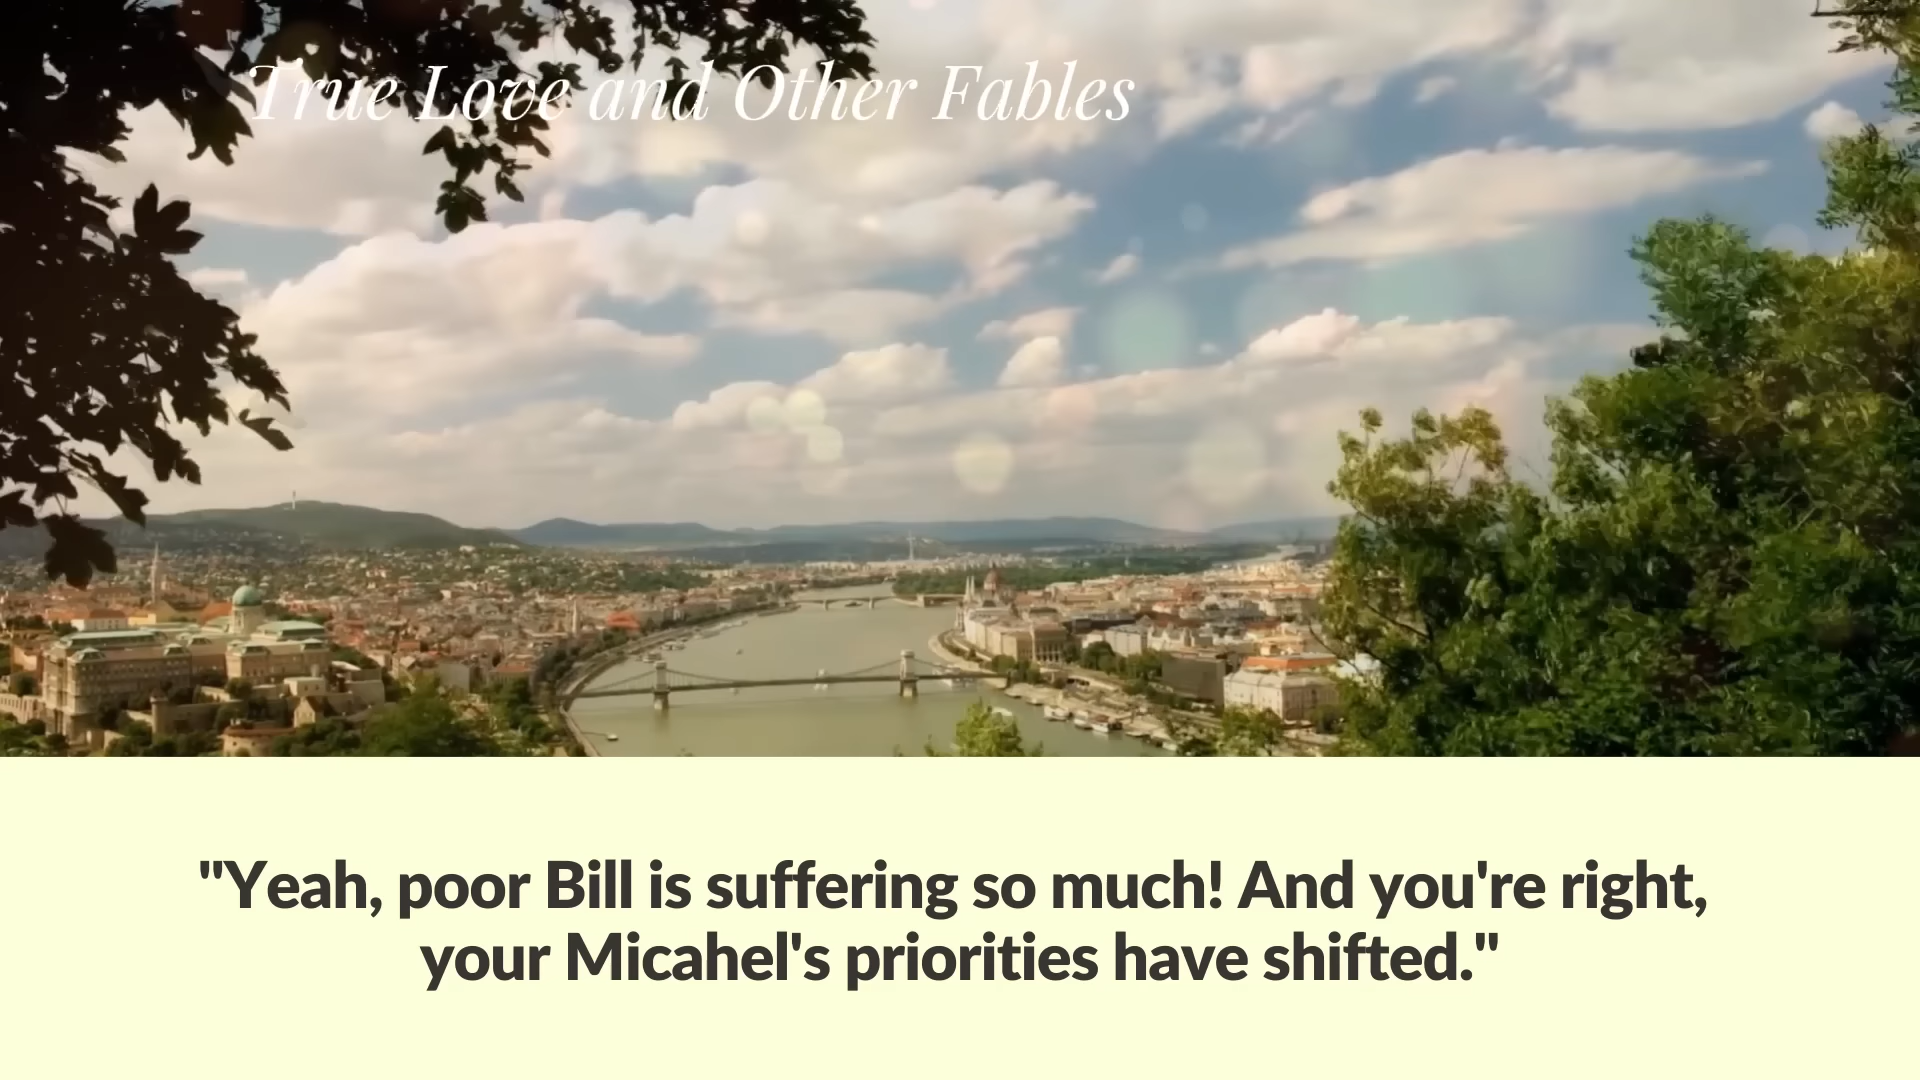 True Love and Other Fables
"Yeah, poor Bill is suffering so much! And you're right,
your Micahel's priorities have shifted."